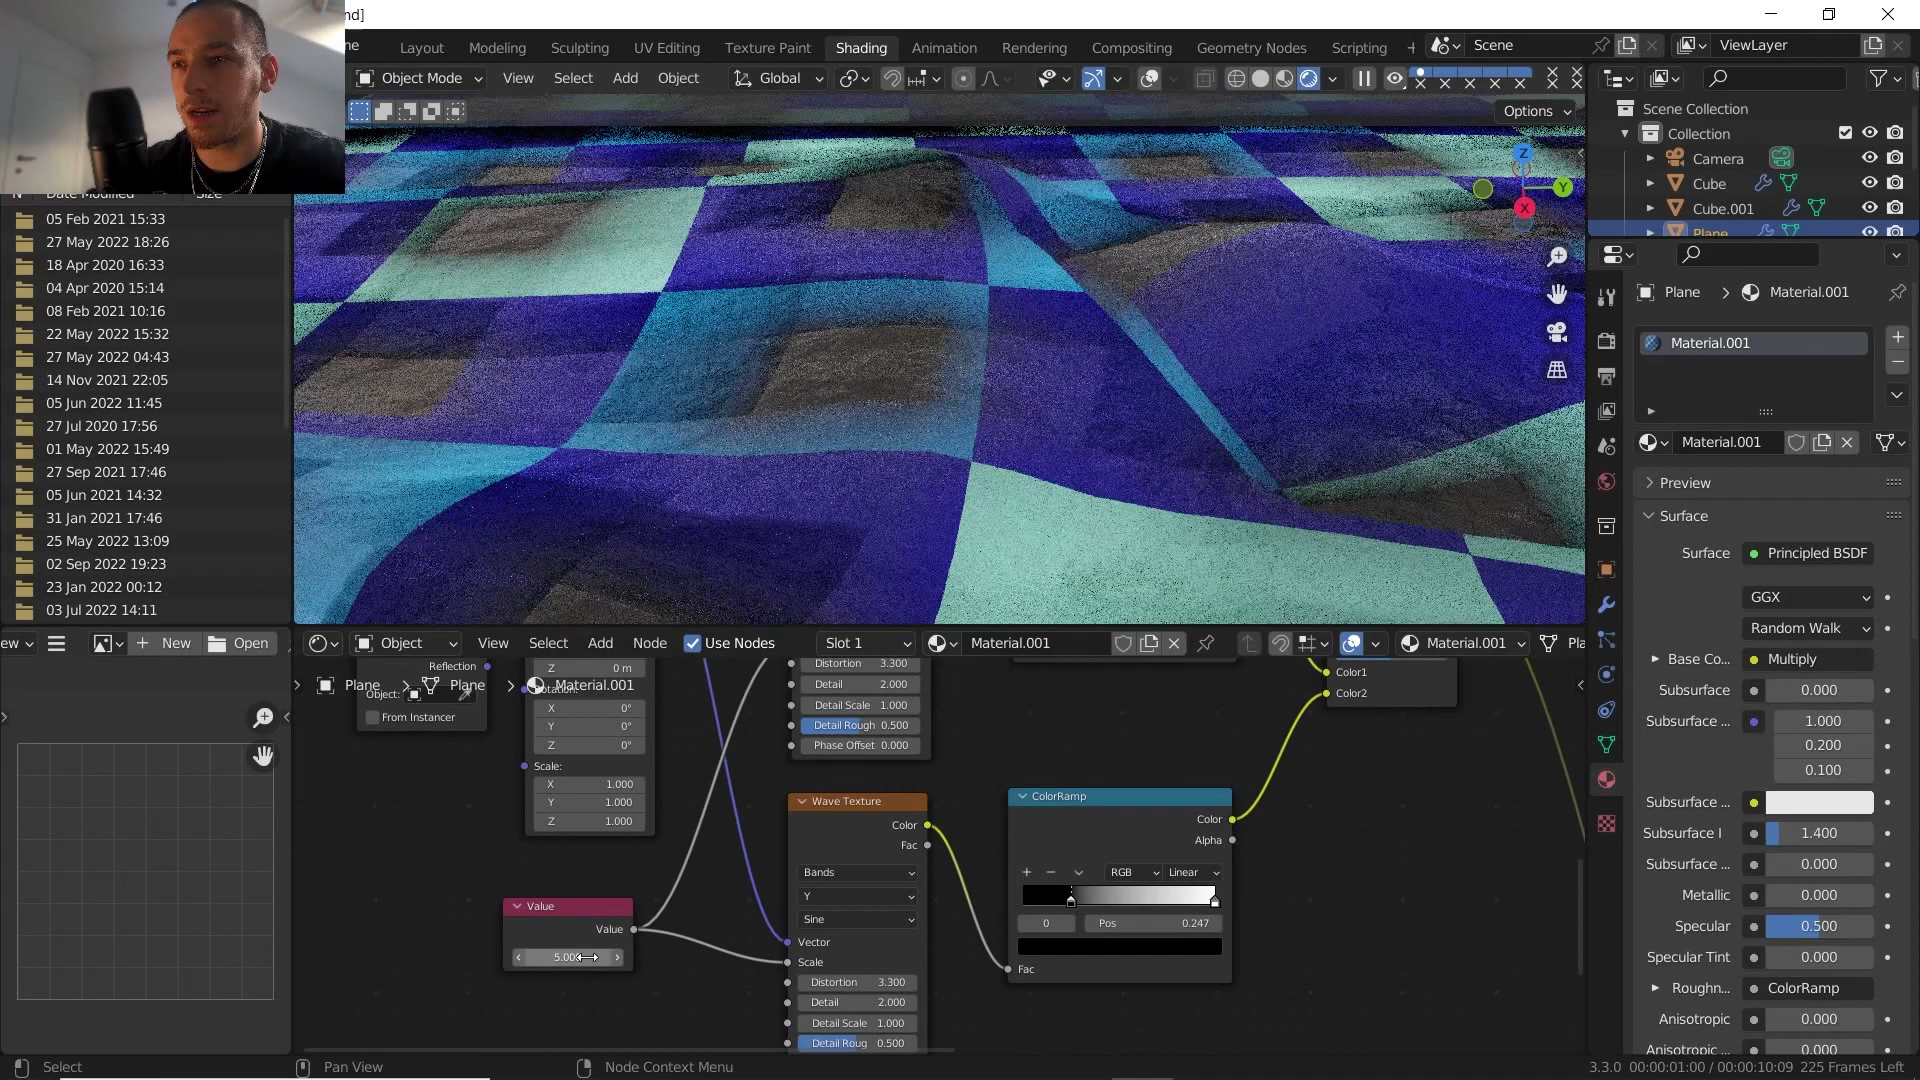 nd]
ne
Layout
Modeling
Sculpting
UV Editing
Texture Paint
Shading
Animation
Rendering
Compositing
Geometry Nodes
Scripting
+
Scene
ViewLayer
Object Mode
View
Select
Add
Object
Global
Options
Z
Y
X
Scene Collection
Collection
Camera
Cube
Cube.001
Plane
N
Date Modified
Size
05 Feb 2021 15:33
27 May 2022 18:26
18 Apr 2020 16:33
04 Apr 2020 15:14
08 Feb 2021 10:16
22 May 2022 15:32
27 May 2022 04:43
14 Nov 2021 22:05
05 Jun 2022 11:45
27 Jul 2020 17:56
01 May 2022 15:49
27 Sep 2021 17:46
05 Jun 2021 14:32
31 Jan 2021 17:46
25 May 2022 13:09
02 Sep 2022 19:23
23 Jan 2022 00:12
03 Jul 2022 14:11
Plane > Material.001
Material.001
Material.001
Preview
Surface
Surface Principled BSDF
GGX
Random Walk
Base Co... Multiply
Subsurface 0.000
Subsurface ... 1.000
0.200
0.100
Subsurface ...
Subsurface I 1.400
Subsurface ... 0.000
Metallic 0.000
Specular 0.500
Specular Tint 0.000
Roughn... ColorRamp
Anisotropic 0.000
Anisotropic ... 0.000
ew
New
Open
Object
View
Select
Add
Node
Use Nodes
Slot 1
Material.001
Material.001
Pla
Plane > Plane > Material.001
Reflection
Object:
From Instancer
Z 0 m
Rotation:
X 0°
Y 0°
Z 0°
Scale:
X 1.000
Y 1.000
Z 1.000
Distortion 3.300
Detail 2.000
Detail Scale 1.000
Detail Rough 0.500
Phase Offset 0.000
Color1
Color2
Value
Value
5.00
Wave Texture
Color
Fac
Bands
Y
Sine
Vector
Scale
Distortion 3.300
Detail 2.000
Detail Scale 1.000
Detail Roug 0.500
ColorRamp
Color
Alpha
+ −
RGB
Linear
0
Pos 0.247
Fac
Select
Pan View
Node Context Menu
3.3.0 00:00:01:00 / 00:00:10:09 225 Frames Left